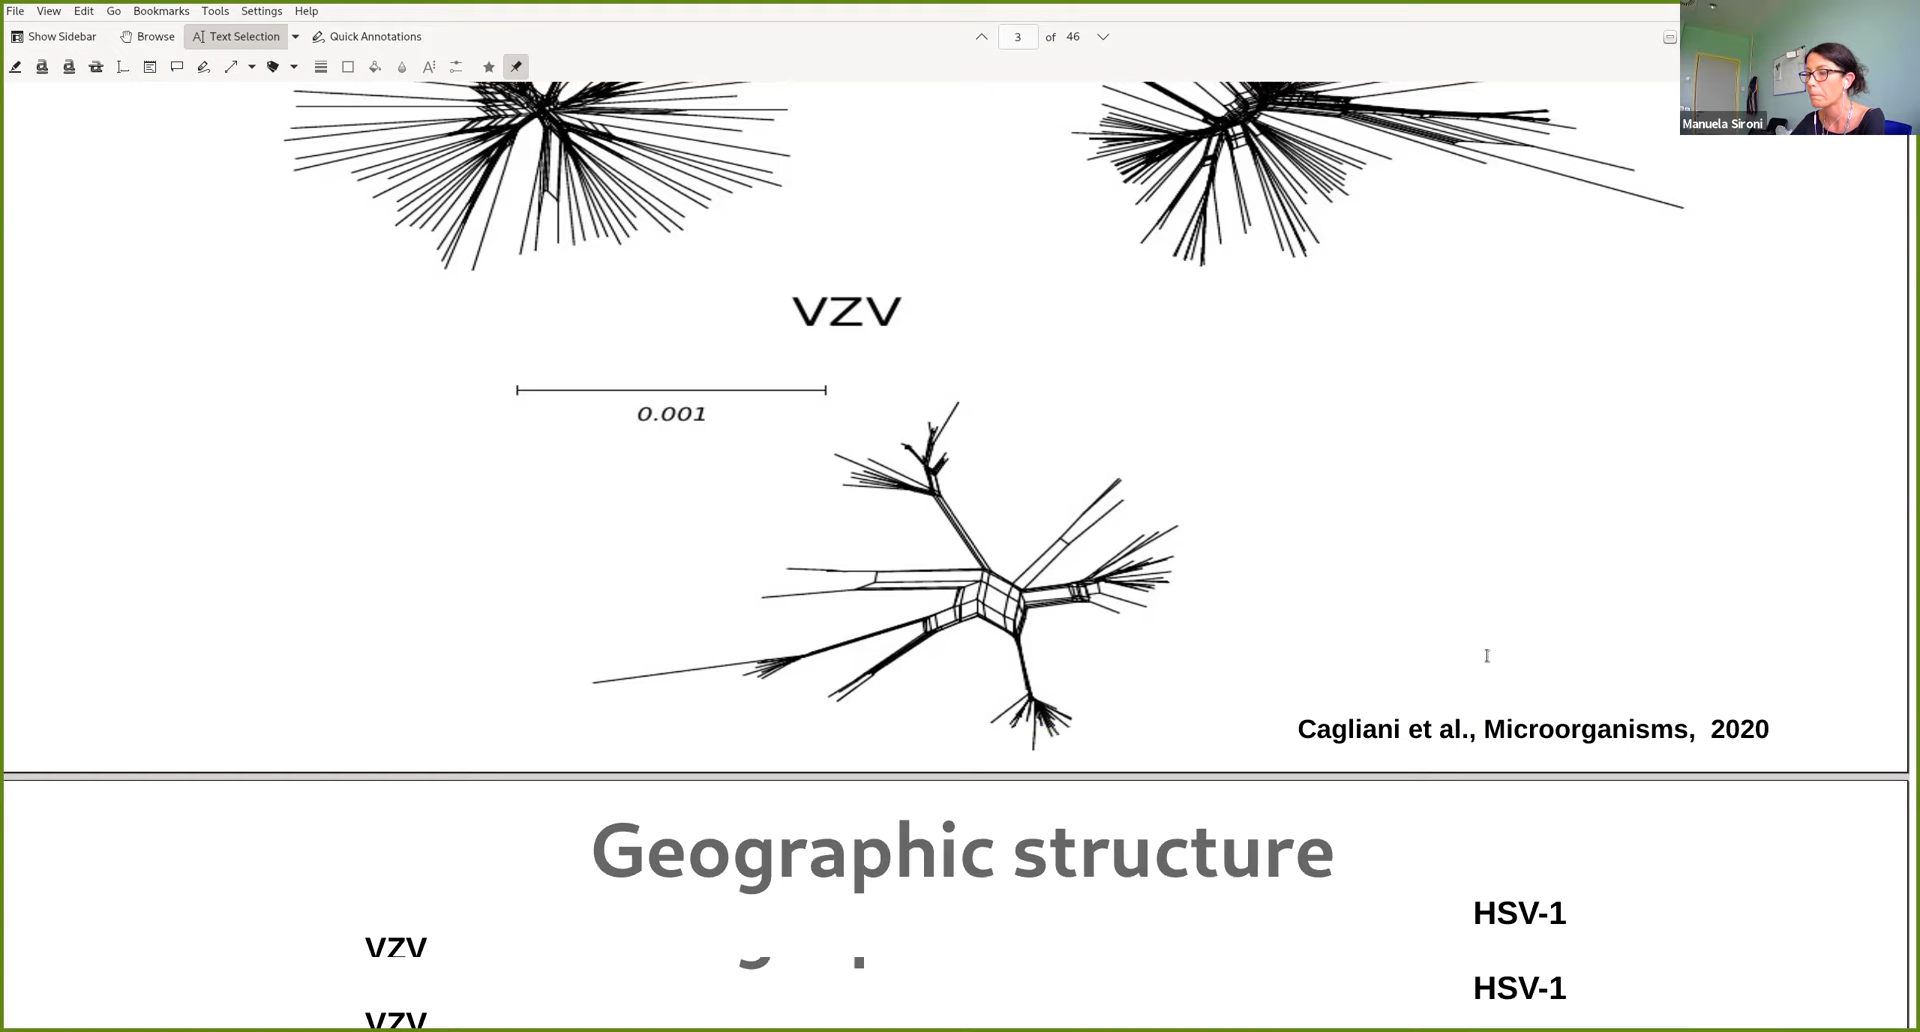 File View Edit Go Bookmarks Tools Settings Help
Show Sidebar Browse Text Selection Quick Annotations 3 of 46
Manuela Sironi
VZV
0.001
Cagliani et al., Microorganisms, 2020
Geographic structure
HSV-1
VZV
HSV-1
VZV